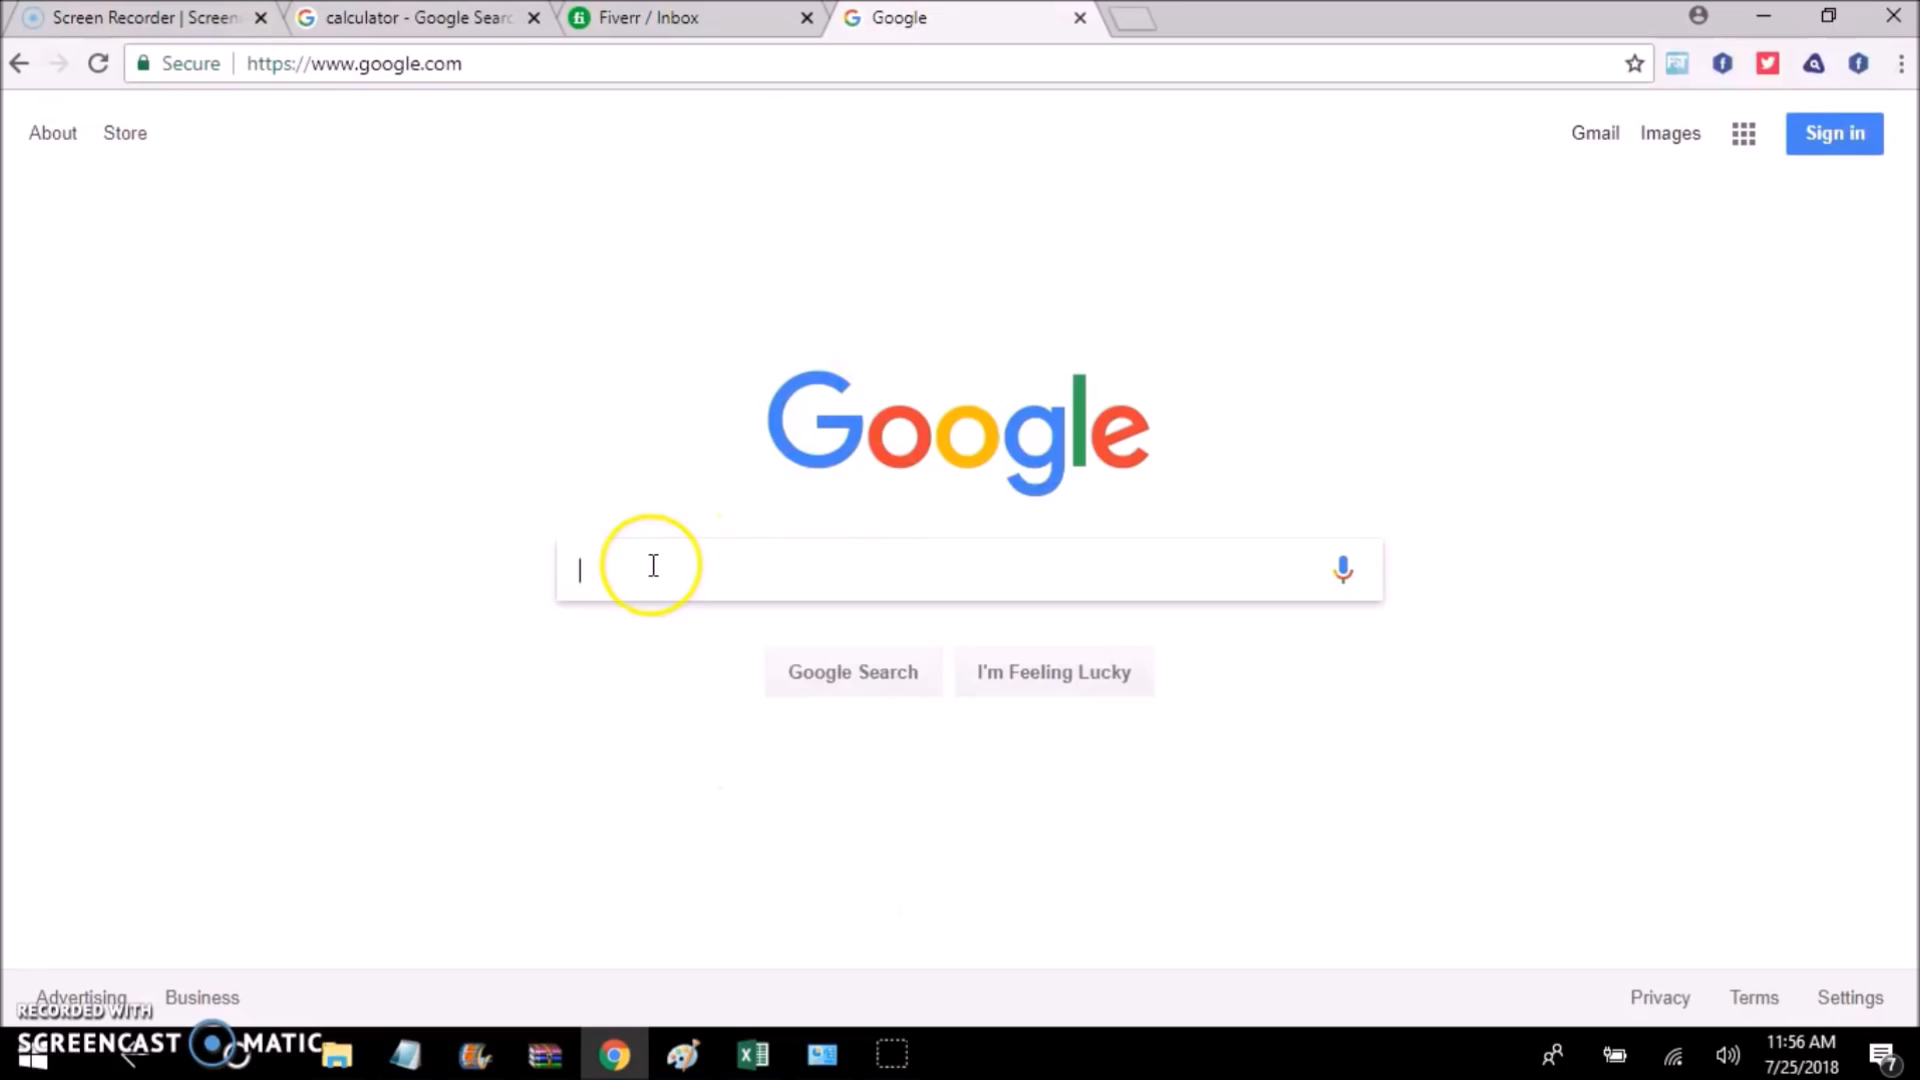 Screen Recorder | Screen
calculator - Google Searc
Fiverr / Inbox
Google
Secure
https://www.google.com
About
Store
Gmail
Images
Sign in
Google
Google Search
I'm Feeling Lucky
Advertising
Business
Privacy
Terms
Settings
RECORDED WITH
SCREENCAST MATIC
11:56 AM
7/25/2018
7